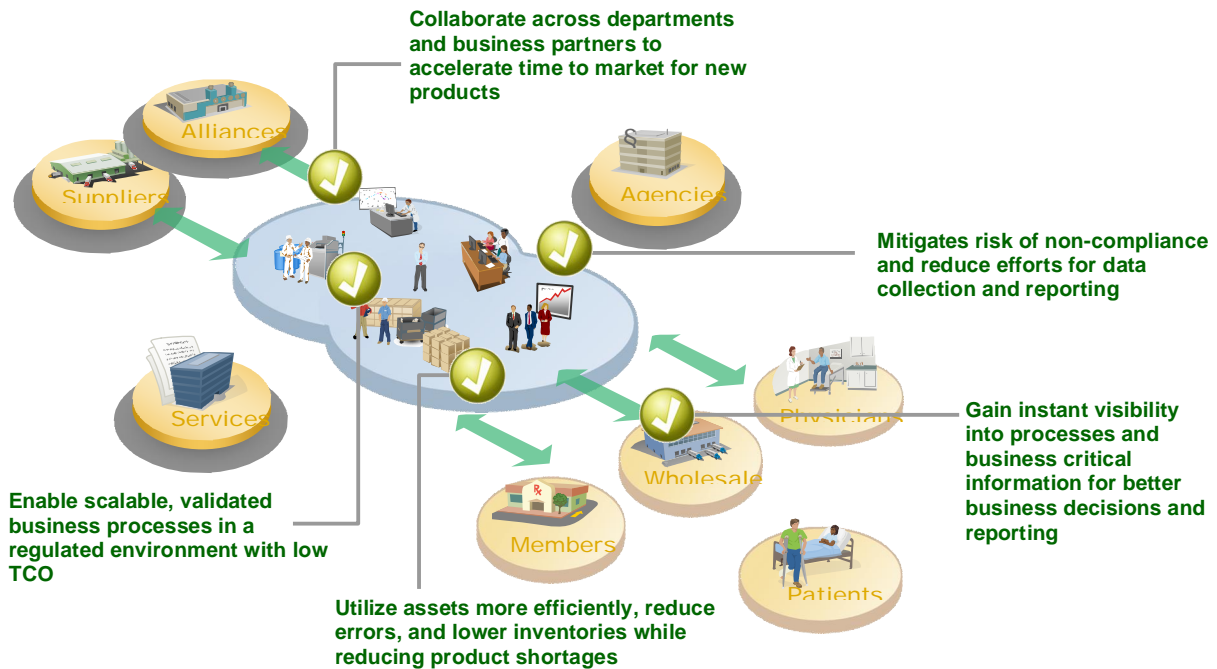 Collaborate across departments
and business partners to
accelerate time to market for new
products
Alliances
Suppliers
§
Agencies
Mitigates risk of non-compliance
and reduce efforts for data
collection and reporting
Services
Physicians
Wholesale
Gain instant visibility
into processes and
business critical
information for better
business decisions and
reporting
Enable scalable, validated
business processes in a
regulated environment with low
TCO
Rx
Members
Patients
Utilize assets more efficiently, reduce
errors, and lower inventories while
reducing product shortages